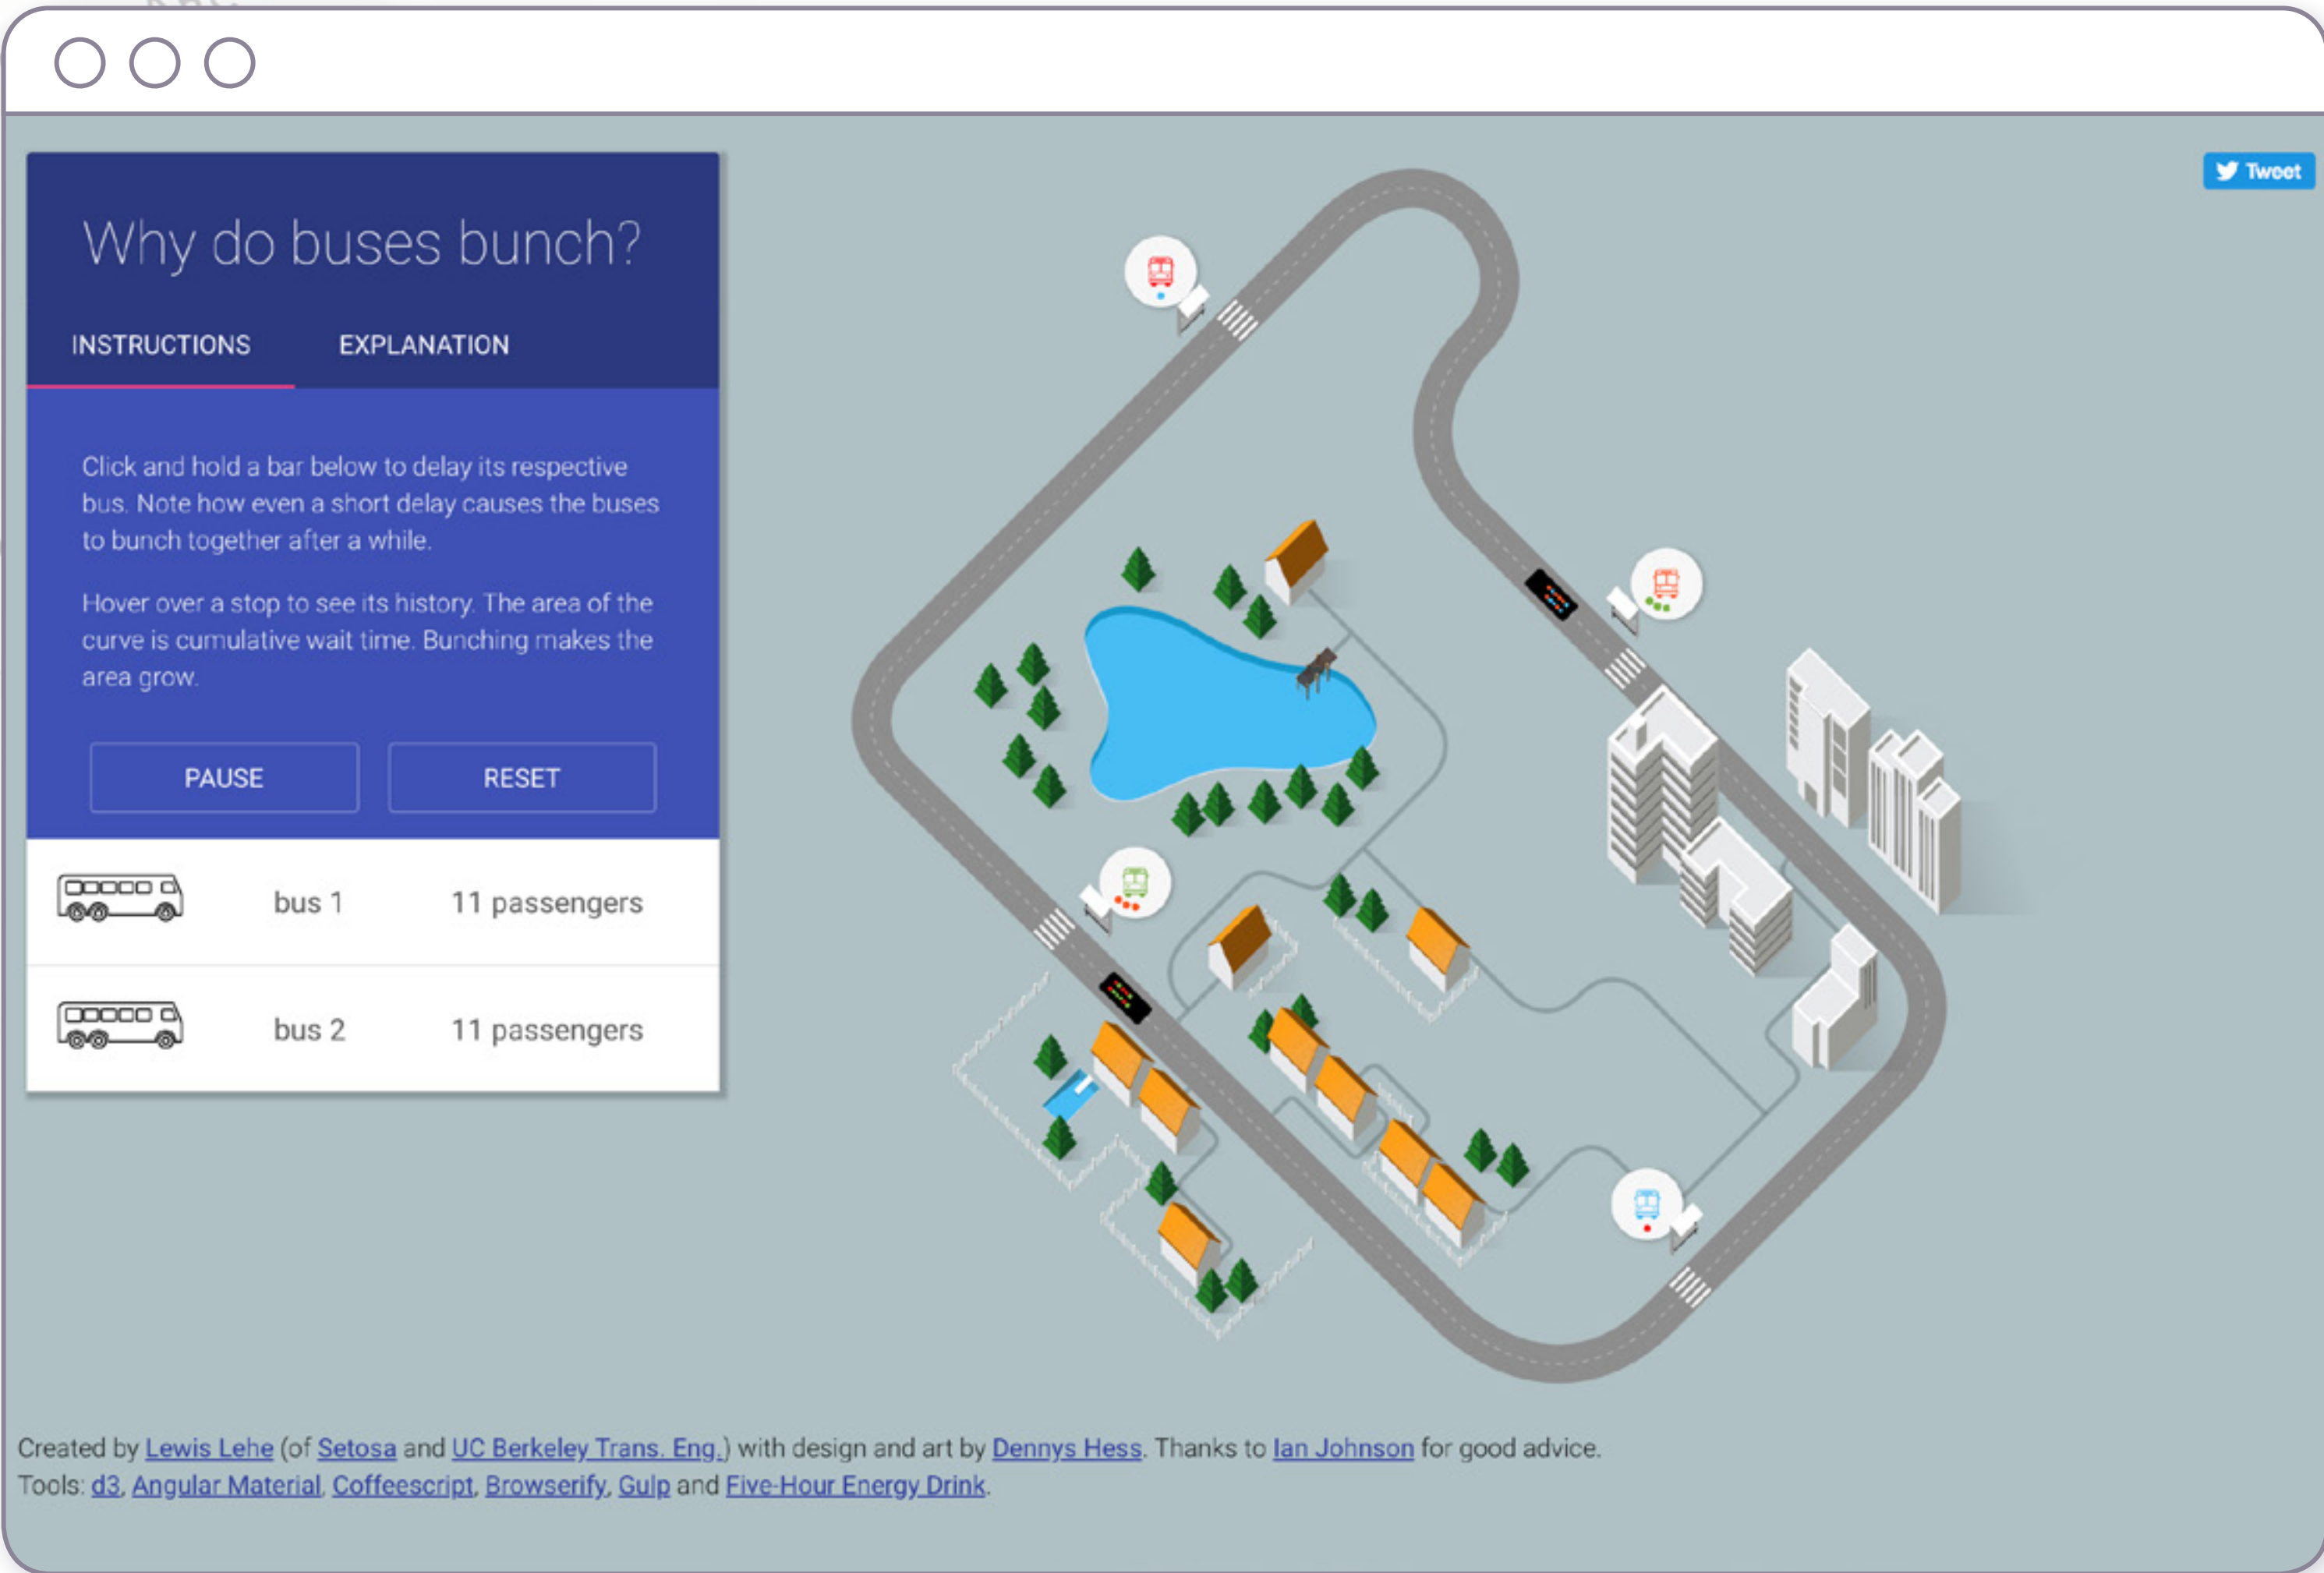 Why do buses bunch?
INSTRUCTIONS EXPLANATION
Click and hold a bar below to delay its respective
bus. Note how even a short delay causes the buses
to bunch together after a while.
Hover over a stop to see its history. The area of the
curve is cumulative wait time. Bunching makes the
area grow.
PAUSE RESET
bus 1 11 passengers
bus 2 11 passengers
Tweet
Created by Lewis Lehe (of Setosa and UC Berkeley Trans. Eng.) with design and art by Dennys Hess. Thanks to Ian Johnson for good advice.
Tools: d3, Angular Material, Coffeescript, Browserify, Gulp and Five-Hour Energy Drink.